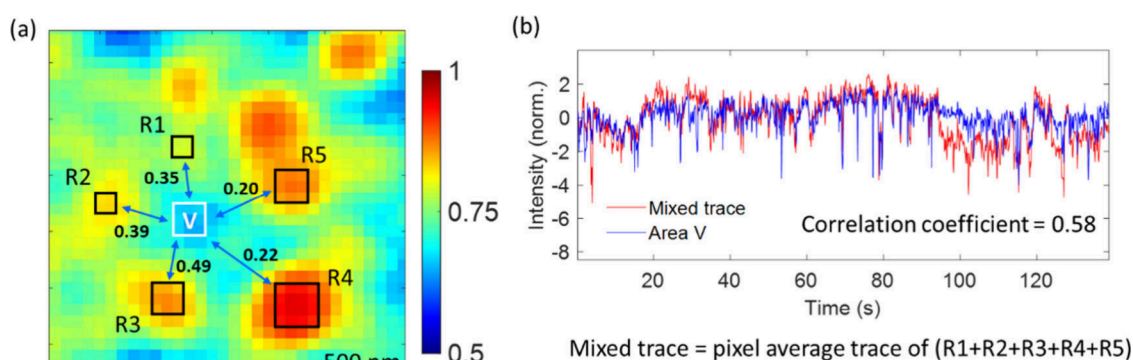 (a)
R1
R2
R5
0.35
0.20
V
0.39
0.22
0.49
R4
R3
1
0.75
0.5
(b)
Intensity (norm.)
2
0
-2
-4
-6
-8
Mixed trace
Area V
Correlation coefficient = 0.58
20 40 60 80 100 120
Time (s)
Mixed trace = pixel average trace of (R1+R2+R3+R4+R5)